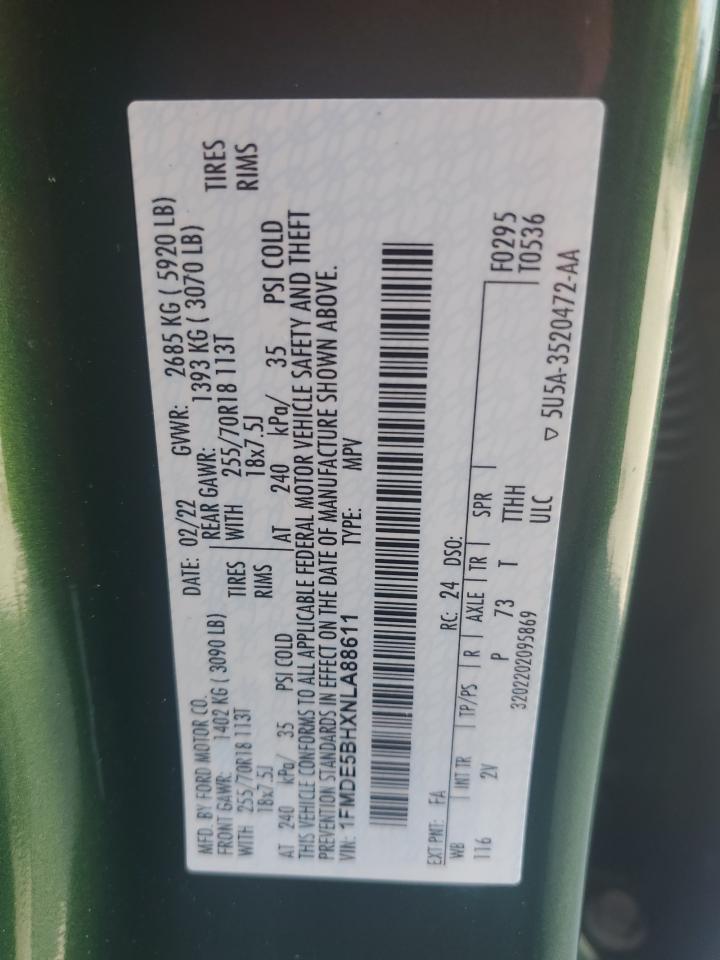 MFD. BY FORD MOTOR CO.
DATE: 02/22 GVWR: 2685 KG ( 5920 LB)
FRONT GAWR: 1402 KG ( 3090 LB) REAR GAWR: 1393 KG ( 3070 LB)
WITH 255/70R18 113T TIRES WITH 255/70R18 113T TIRES
18x7.5J RIMS 18x7.5J RIMS
AT 240 kPa/ 35 PSI COLD AT 240 kPa/ 35 PSI COLD
THIS VEHICLE CONFORMS TO ALL APPLICABLE FEDERAL MOTOR VEHICLE SAFETY AND THEFT
PREVENTION STANDARDS IN EFFECT ON THE DATE OF MANUFACTURE SHOWN ABOVE.
VIN: 1FMDE5BHXNLA88611 TYPE: MPV
EXT PNT: FA RC: 24 DSO:
WB INT TR TP/PS R AXLE TR SPR F0295
116 2V P 73 T TTHH T0536
3202202095869 ULC
▽ 5U5A-3520472-AA